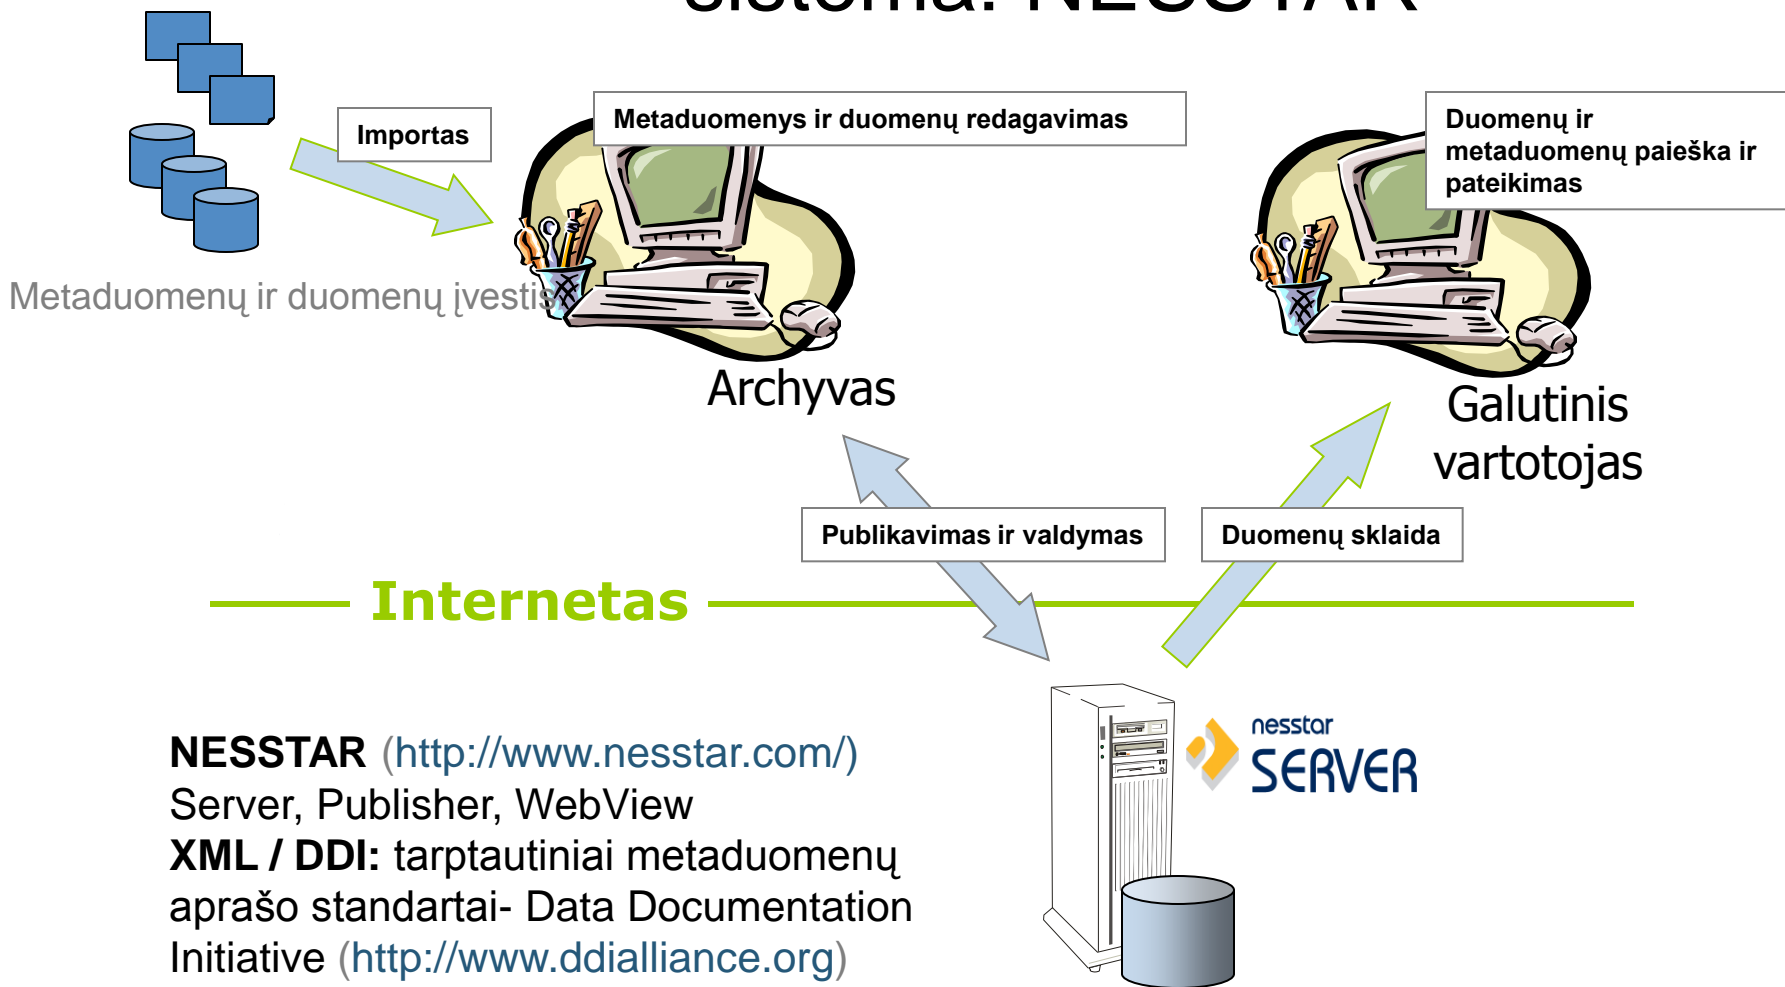 sistema: NESSTAR
Importas
Metaduomenys ir duomenų redagavimas
Duomenų ir
metaduomenų paieška ir
pateikimas
Metaduomenų ir duomenų įvestis
Archyvas
Galutinis
vartotojas
Publikavimas ir valdymas
Duomenų sklaida
Internetas
nesstar
SERVER
NESSTAR (http://www.nesstar.com/)
Server, Publisher, WebView
XML / DDI: tarptautiniai metaduomenų
aprašo standartai- Data Documentation
Initiative (http://www.ddialliance.org)